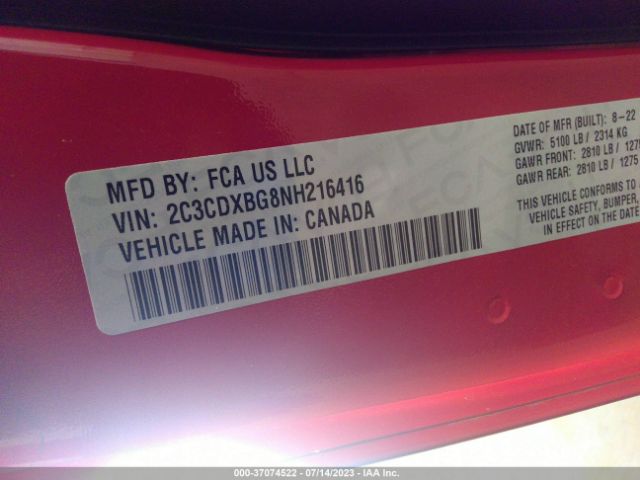 MFD BY: FCA US LLC
VIN: 2C3CDXBG8NH216416
VEHICLE MADE IN: CANADA
DATE OF MFR (BUILT): 8-22
GVWR: 5100 LB / 2314 KG
GAWR FRONT: 2810 LB / 127
GAWR REAR: 2810 LB / 1275
THIS VEHICLE CONFORMS TO
VEHICLE SAFETY, BUMPER,
IN EFFECT ON THE DATE
000-37074522 - 07/14/2023 - IAA Inc.